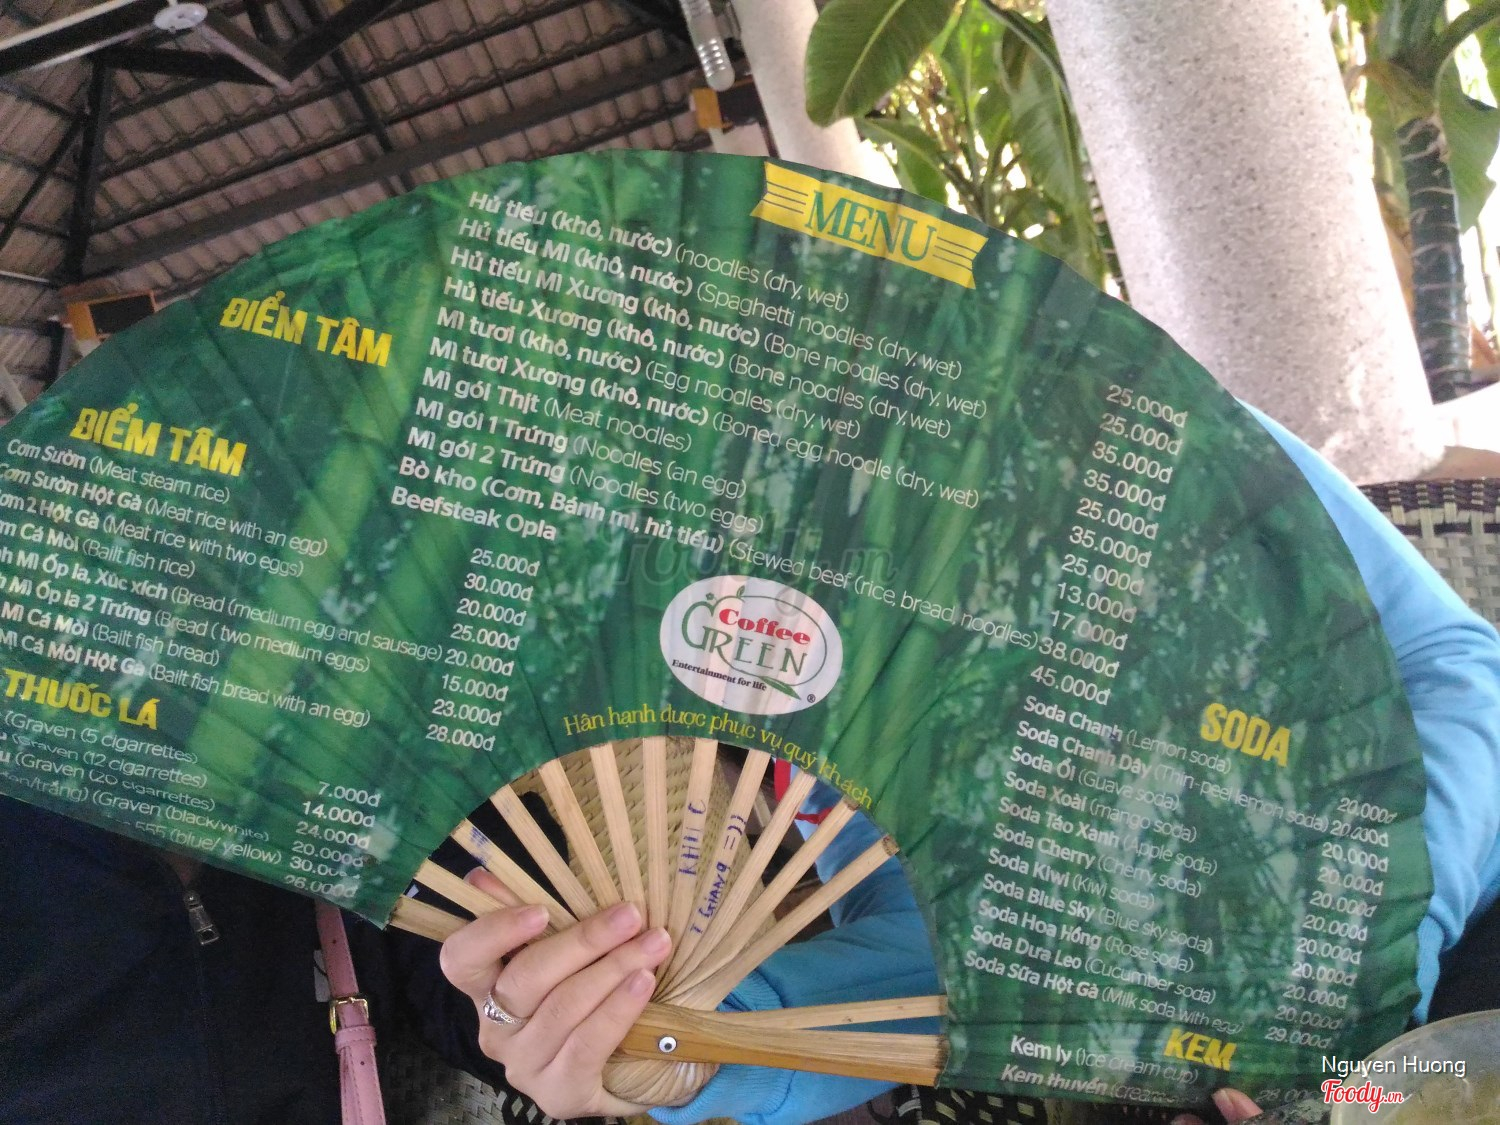 MENU
ĐIỂM TÂM
Hủ tiếu (khô, nước) (noodles (dry, wet) 25.000đ
Hủ tiếu Mì (khô, nước) (Spaghetti noodles (dry, wet) 25.000đ
Hủ tiếu Mì Xương (khô, nước) (Bone noodles (dry, wet) 35.000đ
Hủ tiếu Xương (khô, nước) (Bone noodles (dry,wet) 35.000đ
Mì tươi (khô, nước) (Egg noodles (dry, wet) 25.000đ
Mì tươi Xương (khô, nước) (Boned egg noodle (dry, wet) 35.000đ
Mì gói Thịt (Meat noodles) 25.000đ
Mì gói 1 Trứng (Noodles (an egg) 13.000đ
Mì gói 2 Trứng (Noodles (two eggs) 17.000đ
Bò kho (Cơm, Bánh mì, hủ tiếu) (Stewed beef (rice, bread, noodles) 38.000đ
Beefsteak Opla 45.000đ
ĐIỂM TÂM
Cơm Sườn (Meat steam rice) 25.000đ
Cơm Sườn Hột Gà (Meat rice with an egg) 30.000đ
2 Hột Gà (Meat rice with two eggs) 20.000đ
Cá Mòi (Bailt fish rice) 25.000đ
Mì Ốp la, Xúc xích (Bread (medium egg and sausage) 20.000đ
Mì Ốp la 2 Trứng (Bread ( two medium eggs) 15.000đ
Mì Cá Mòi (Bailt fish bread) 23.000đ
Mì Cá Mòi Hột Gà (Bailt fish bread with an egg) 28.000đ
THUỐC LÁ
(Graven (5 cigarrettes) 7.000đ
(Graven (12 cigarrettes) 14.000đ
(Graven (20 cigarrettes) 24.000đ
(Graven (black/white) 20.000đ
555 (blue/ yellow) 30.000đ
26.000đ
Coffee
GREEN
Entertainment for life
®
Hân hạnh được phục vụ quý khách
SODA
Soda Chanh (Lemon soda) 20.000đ
Soda Chanh Dây (Thin-peel lemon soda) 20.000đ
Soda Ổi (Guava soda) 20.000đ
Soda Xoài (mango soda) 20.000đ
Soda Táo Xanh (Apple soda) 20.000đ
Soda Cherry (Cherry soda) 20.000đ
Soda Kiwi (Kiwi soda) 20.000đ
Soda Blue Sky (Blue sky soda) 20.000đ
Soda Hoa Hồng (Rose soda) 20.000đ
Soda Dưa Leo (Cucumber soda) 20.000đ
Soda Sữa Hột Gà (Milk soda with egg) 29.000đ
KEM
Kem ly (Ice cream cup)
Kem thuyền
T GIANG =))
Foody.vn
Nguyen Huong
Foody.vn